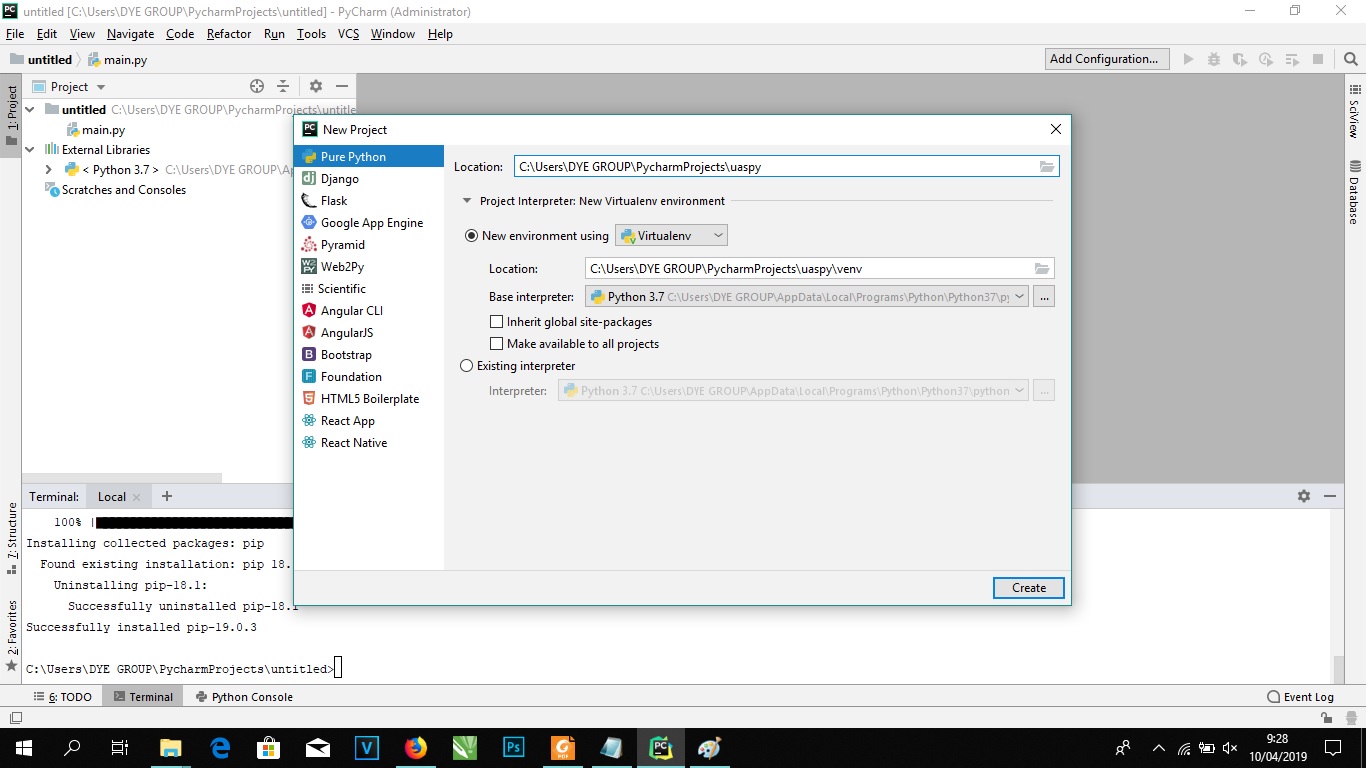 untitled [C:\Users\DYE GROUP\PycharmProjects\untitled] - PyCharm (Administrator)
File Edit View Navigate Code Refactor Run Tools VCS Window Help
untitled main.py Add Configuration...
1: Project
Project
untitled C:\Users\DYE GROUP\PycharmProjects\untitle
main.py
External Libraries
< Python 3.7 > C:\Users\DYE GROUP\Ap
Scratches and Consoles
SciView
Database
New Project
Pure Python
Django
Flask
Google App Engine
Pyramid
Web2Py
Scientific
Angular CLI
AngularJS
Bootstrap
Foundation
HTML5 Boilerplate
React App
React Native
Location: C:\Users\DYE GROUP\PycharmProjects\uaspy
Project Interpreter: New Virtualenv environment
New environment using Virtualenv
Location: C:\Users\DYE GROUP\PycharmProjects\uaspy\venv
Base interpreter: Python 3.7 C:\Users\DYE GROUP\AppData\Local\Programs\Python\Python37\py ...
Inherit global site-packages
Make available to all projects
Existing interpreter
Interpreter: Python 3.7 C:\Users\DYE GROUP\AppData\Local\Programs\Python\Python37\python ...
Create
7: Structure
2: Favorites
Terminal: Local +
100% |
Installing collected packages: pip
Found existing installation: pip 18.
Uninstalling pip-18.1:
Successfully uninstalled pip-18.1
Successfully installed pip-19.0.3
C:\Users\DYE GROUP\PycharmProjects\untitled>
6: TODO Terminal Python Console Event Log
9:28
10/04/2019